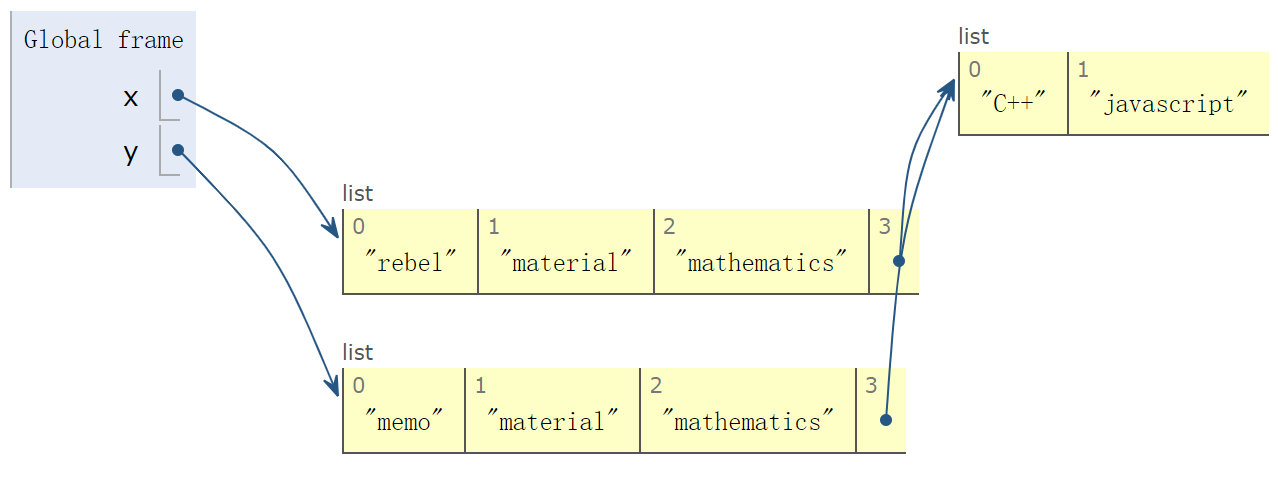 Global frame
x
y
list
0 1
"C++" "javascript"
list
0 1 2 3
"rebel" "material" "mathematics"
list
0 1 2 3
"memo" "material" "mathematics"